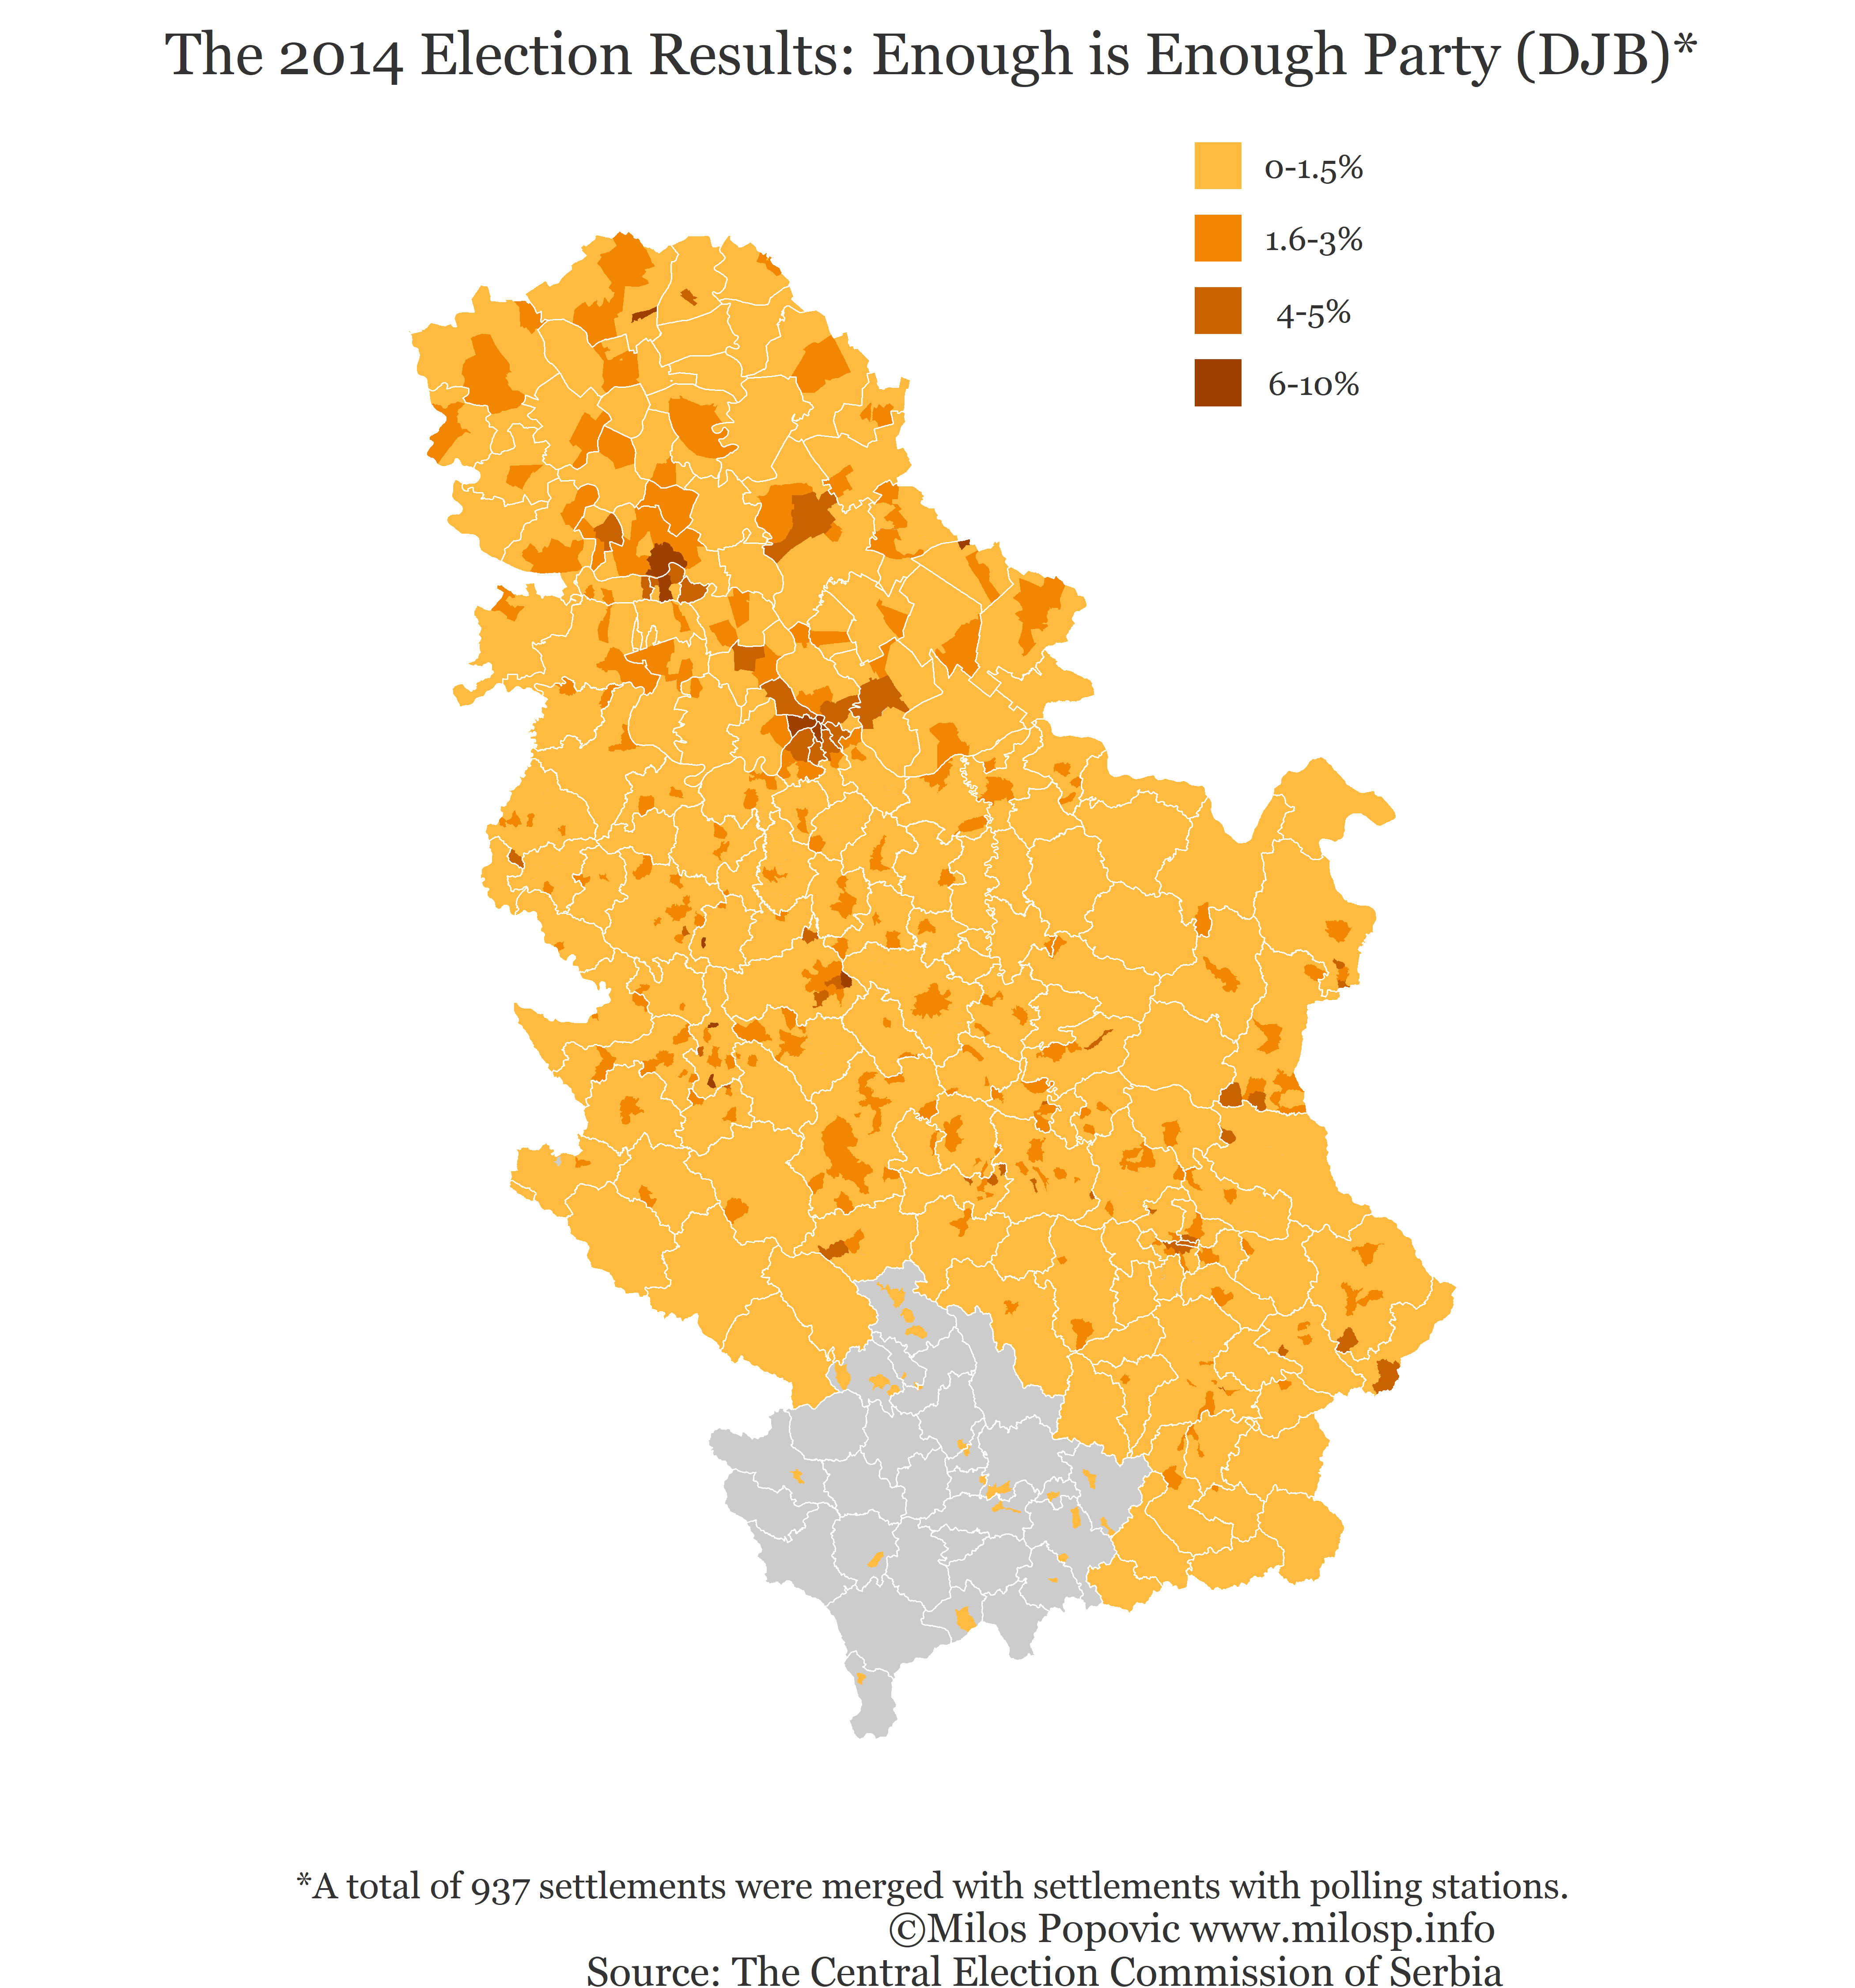 The 2014 Election Results: Enough is Enough Party (DJB)*
0-1.5%
1.6-3%
4-5%
6-10%
*A total of 937 settlements were merged with settlements with polling stations.
©Milos Popovic www.milosp.info
Source: The Central Election Commission of Serbia